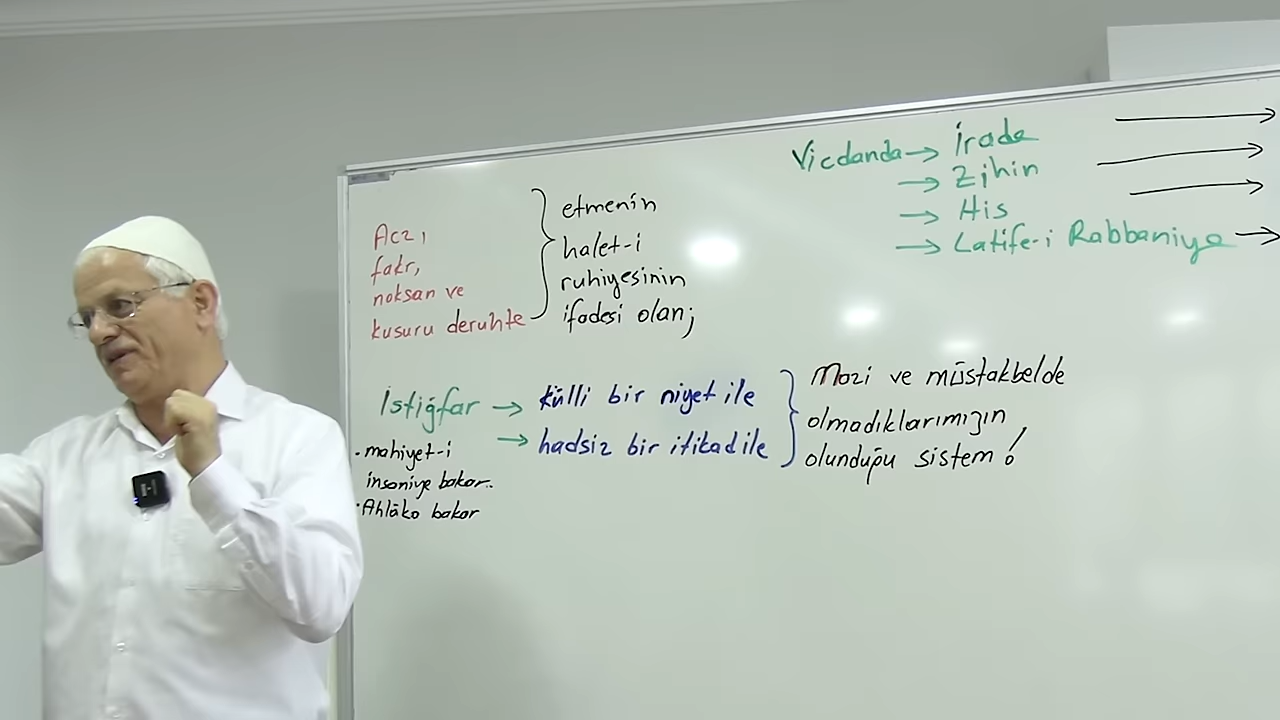 Vicdanda → İrade →
→ Zihin →
→ His →
→ Latife-i Rabbaniye →
Acz,
fakr,
noksan ve
kusuru deruhte
etmenin
halet-i
ruhiyesinin
ifadesi olan;
İstiğfar → külli bir niyet ile
→ hadsiz bir itikad ile
• mahiyet-i
insaniye bakar..
• Ahlâka bakar
Mazi ve müstakbelde
olmadıklarımızın
olunduğu sistem!